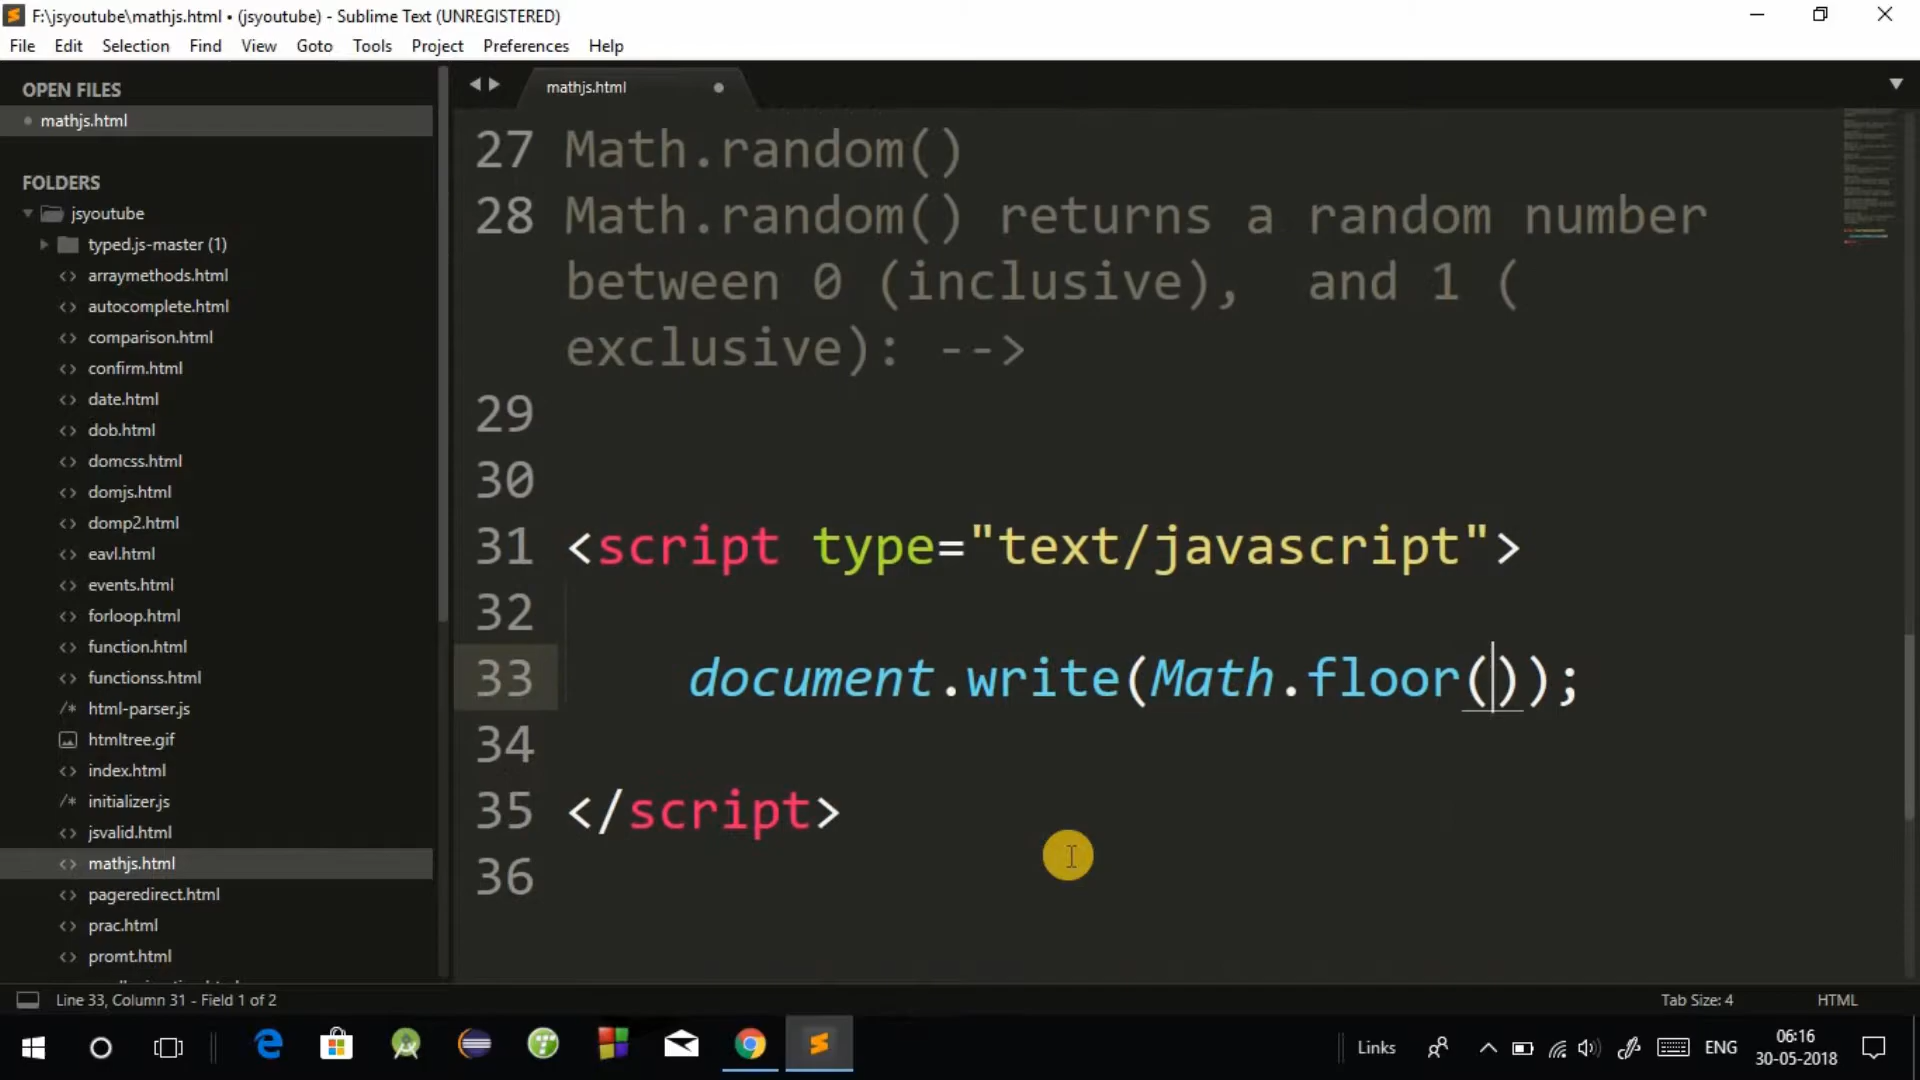 F:\jsyoutube\mathjs.html • (jsyoutube) - Sublime Text (UNREGISTERED)
File Edit Selection Find View Goto Tools Project Preferences Help
OPEN FILES
mathjs.html
FOLDERS
jsyoutube
typed.js-master (1)
arraymethods.html
autocomplete.html
comparison.html
confirm.html
date.html
dob.html
domcss.html
domjs.html
domp2.html
eavl.html
events.html
forloop.html
function.html
functionss.html
/* html-parser.js
htmltree.gif
index.html
/* initializer.js
jsvalid.html
mathjs.html
pageredirect.html
prac.html
promt.html
mathjs.html
27 Math.random()
28 Math.random() returns a random number
between 0 (inclusive),  and 1 (
exclusive): -->
29
30
31 <script type="text/javascript">
32
33 document.write(Math.floor());
34
35 </script>
36
Line 33, Column 31 - Field 1 of 2
Tab Size: 4 HTML
Links ENG 06:16
30-05-2018